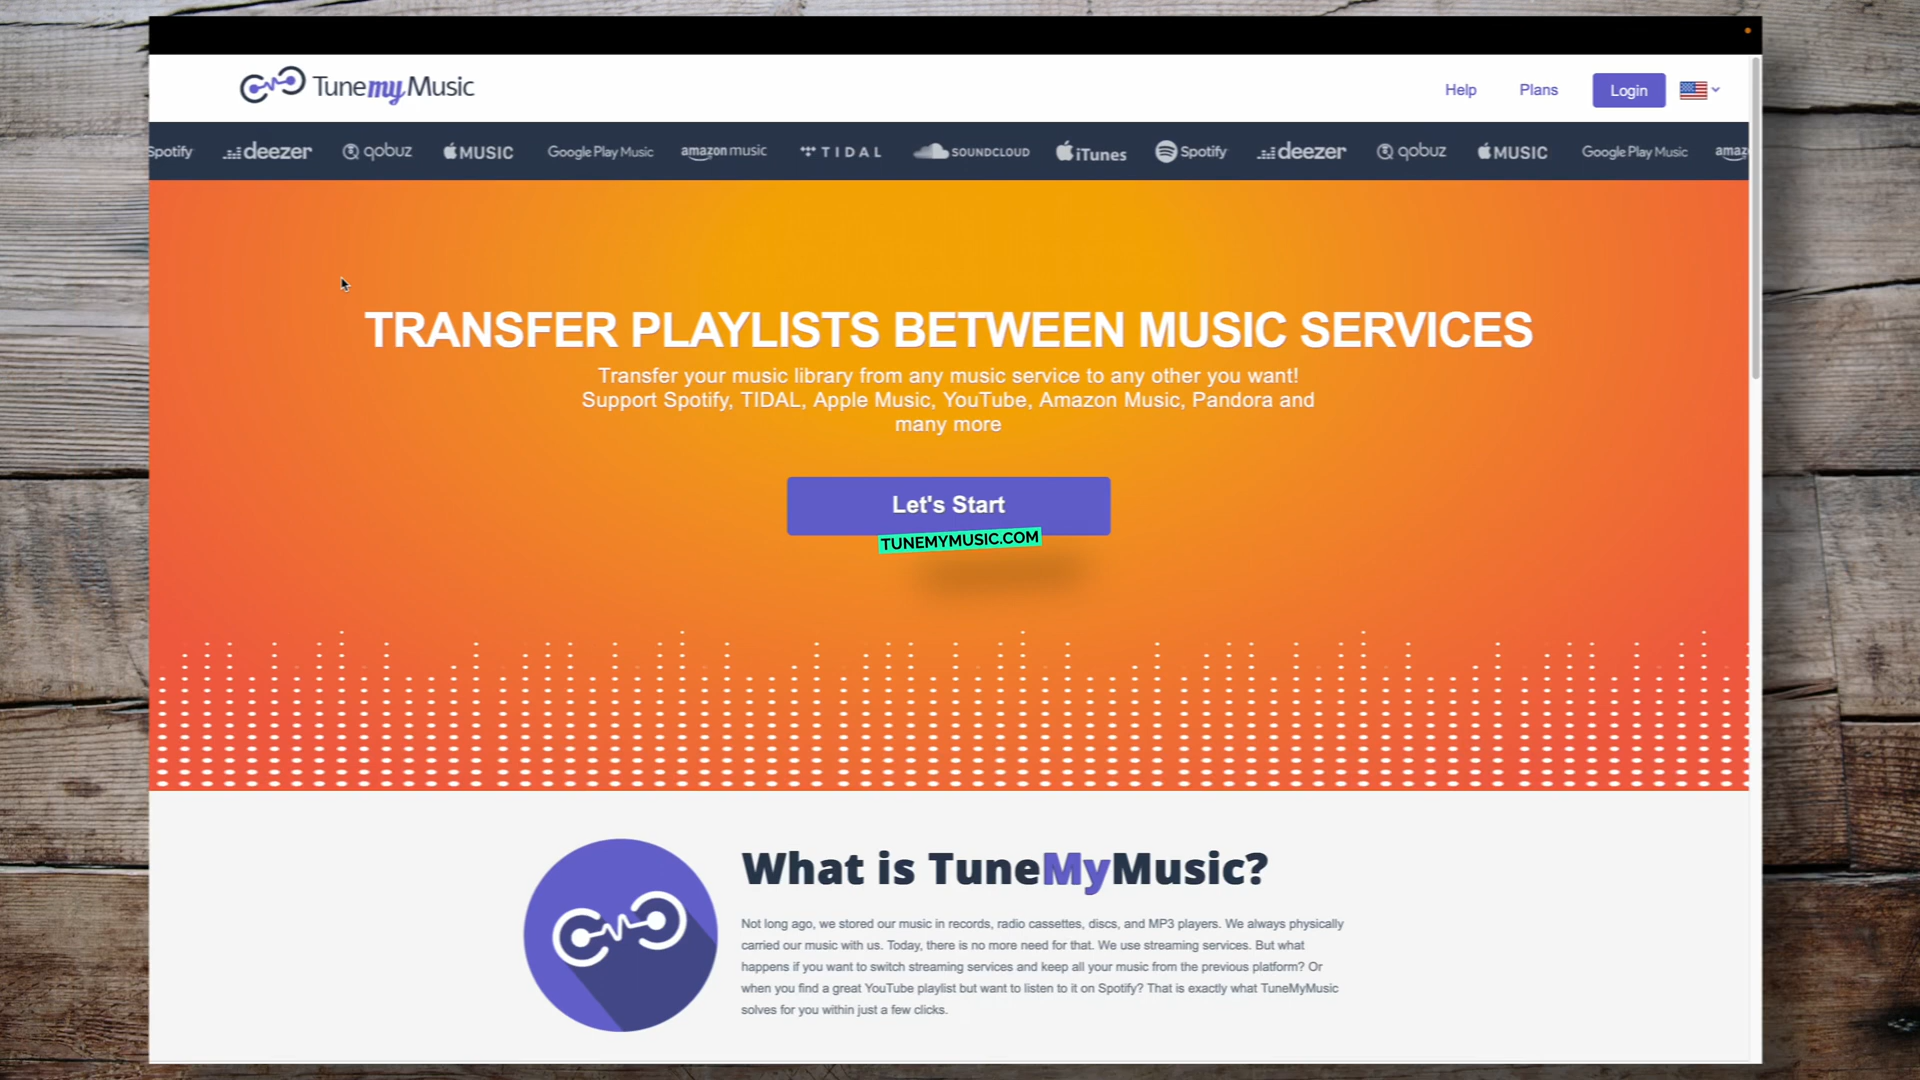 Tune my Music
Help
Plans
Login
Spotify deezer qobuz MUSIC Google Play Music amazon music TIDAL SOUNDCLOUD iTunes Spotify deezer qobuz MUSIC Google Play Music amaz
TRANSFER PLAYLISTS BETWEEN MUSIC SERVICES
Transfer your music library from any music service to any other you want!
Support Spotify, TIDAL, Apple Music, YouTube, Amazon Music, Pandora and
many more
Let's Start
TUNEMYMUSIC.COM
What is TuneMyMusic?
Not long ago, we stored our music in records, radio cassettes, discs, and MP3 players. We always physically
carried our music with us. Today, there is no more need for that. We use streaming services. But what
happens if you want to switch streaming services and keep all your music from the previous platform? Or
when you find a great YouTube playlist but want to listen to it on Spotify? That is exactly what TuneMyMusic
solves for you within just a few clicks.